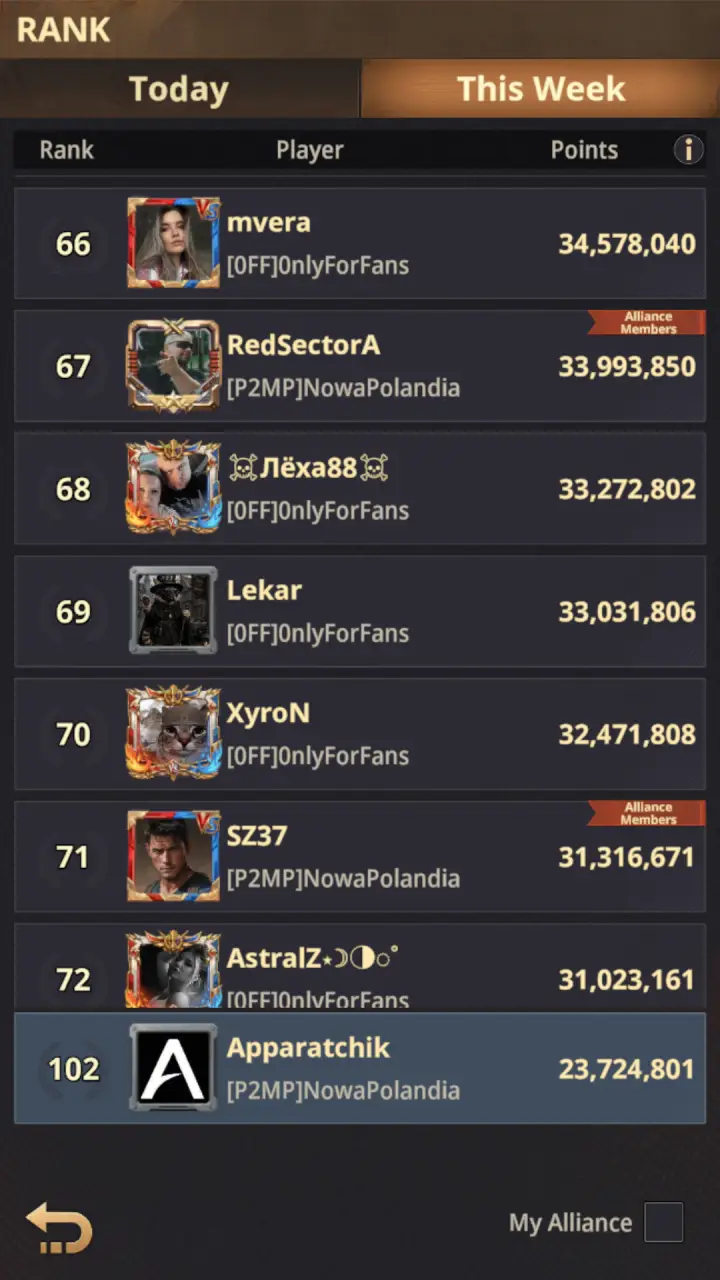 RANK
Today
This Week
Rank
Player
Points
66
mvera
[0FF]0nlyForFans
34,578,040
Alliance
Members
67
RedSectorA
[P2MP]NowaPolandia
33,993,850
68
☠Лёха88☠
[0FF]0nlyForFans
33,272,802
69
Lekar
[0FF]0nlyForFans
33,031,806
70
XyroN
[0FF]0nlyForFans
32,471,808
Alliance
Members
71
SZ37
[P2MP]NowaPolandia
31,316,671
72
AstralZ⋆☽◑○°
[0FF]0nlyForFans
31,023,161
102
Apparatchik
[P2MP]NowaPolandia
23,724,801
My Alliance